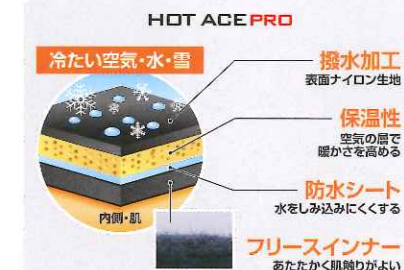 HOT ACE PRO
冷たい空気・水・雪
撥水加工
表面ナイロン生地
保温性
空気の層で
暖かさを高める
防水シート
水をしみ込みにくくする
内側・肌
フリースインナー
あたたかく肌触りがよい